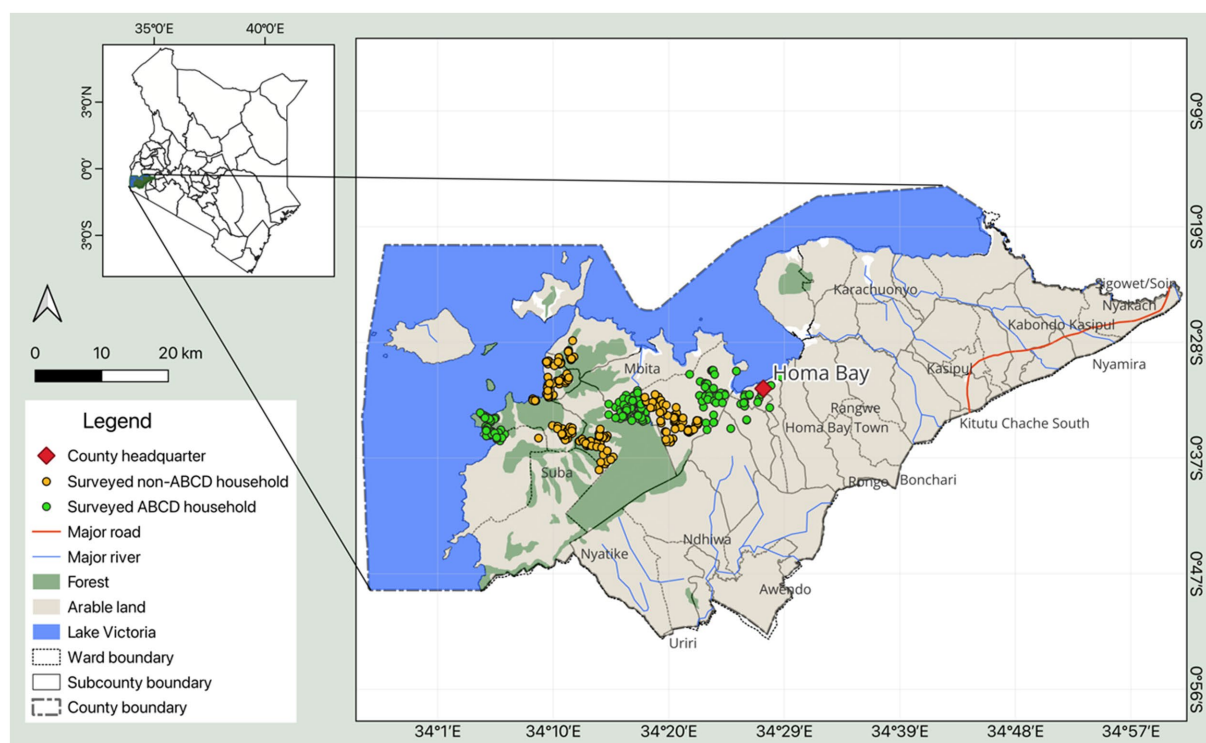 35°0'E 40°0'E
3°0'N
0°0'
3°0'S
0 10 20 km
Legend
County headquarter
Surveyed non-ABCD household
Surveyed ABCD household
Major road
Major river
Forest
Arable land
Lake Victoria
Ward boundary
Subcounty boundary
County boundary
0°9'S
0°19'S
0°28'S
0°37'S
0°47'S
0°56'S
Sigowet/Soin
Karachuonyo
Nyakach
Kabondo Kasipul
Nyamira
Mbita
Kasipul
Homa Bay
Rangwe
Kitutu Chache South
Homa Bay Town
Suba
Rongo
Bonchari
Ndhiwa
Nyatike
Awendo
Uriri
34°1'E 34°10'E 34°20'E 34°29'E 34°39'E 34°48'E 34°57'E